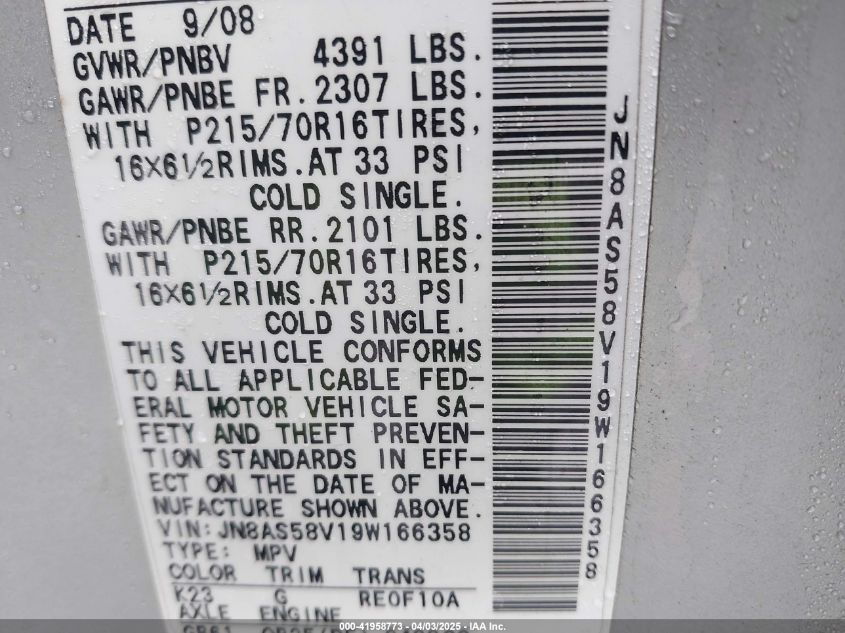 DATE 9/08
GVWR/PNBV 4391 LBS.
GAWR/PNBE FR. 2307 LBS.
WITH P215/70R16TIRES,
16X6½RIMS.AT 33 PSI
COLD SINGLE.
GAWR/PNBE RR. 2101 LBS.
WITH P215/70R16TIRES,
16X6½RIMS.AT 33 PSI
COLD SINGLE.
THIS VEHICLE CONFORMS
TO ALL APPLICABLE FED-
ERAL MOTOR VEHICLE SA-
FETY AND THEFT PREVEN-
TION STANDARDS IN EFF-
ECT ON THE DATE OF MA-
NUFACTURE SHOWN ABOVE.
VIN: JN8AS58V19W166358
TYPE: MPV
COLOR TRIM TRANS
K23 G RE0F10A
AXLE ENGINE
JN8AS58V19W166358
00-41958773 - 04/03/2025 - IAA Inc.